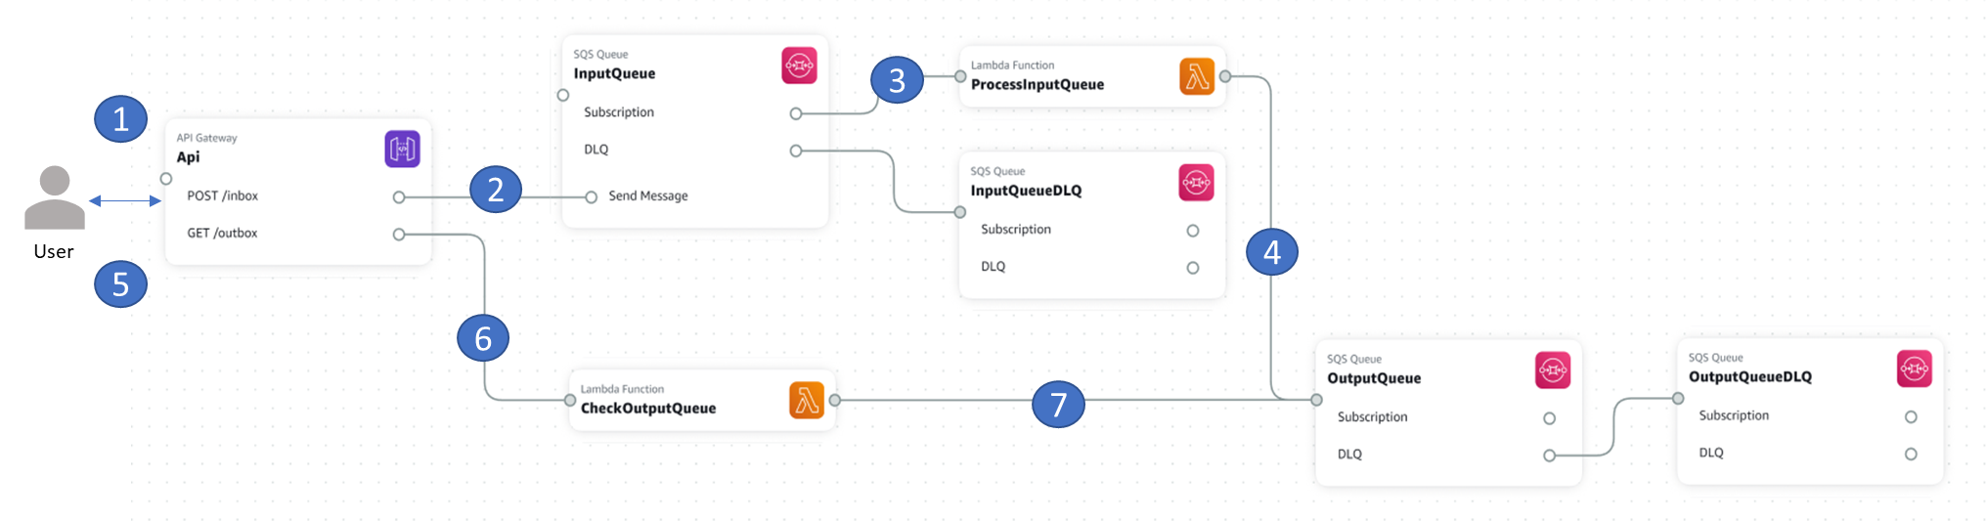 1
API Gateway
Api
POST /inbox
GET /outbox
User
5
2
6
SQS Queue
InputQueue
Subscription
DLQ
Send Message
3
Lambda Function
ProcessInputQueue
SQS Queue
InputQueueDLQ
Subscription
DLQ
4
Lambda Function
CheckOutputQueue
7
SQS Queue
OutputQueue
Subscription
DLQ
SQS Queue
OutputQueueDLQ
Subscription
DLQ